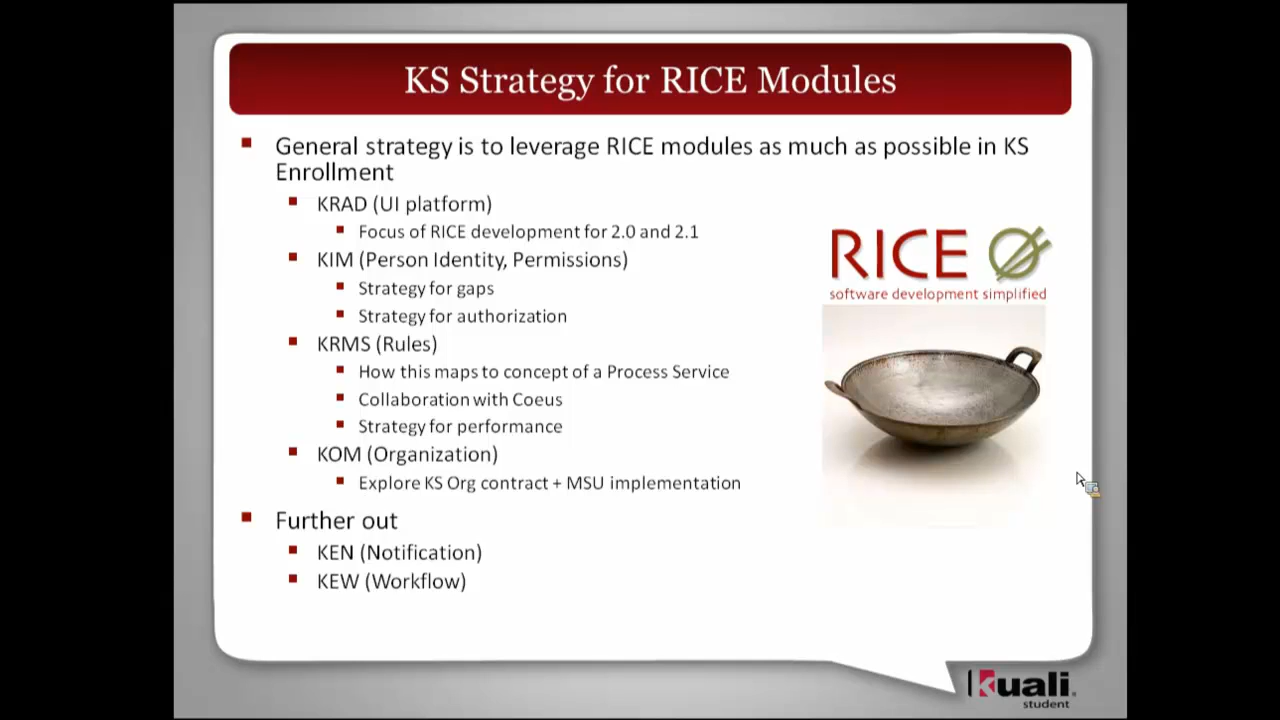 KS Strategy for RICE Modules
General strategy is to leverage RICE modules as much as possible in KS
Enrollment
KRAD (UI platform)
Focus of RICE development for 2.0 and 2.1
KIM (Person Identity, Permissions)
Strategy for gaps
Strategy for authorization
KRMS (Rules)
How this maps to concept of a Process Service
Collaboration with Coeus
Strategy for performance
KOM (Organization)
Explore KS Org contract + MSU implementation
Further out
KEN (Notification)
KEW (Workflow)
RICE
software development simplified
Kuali
student